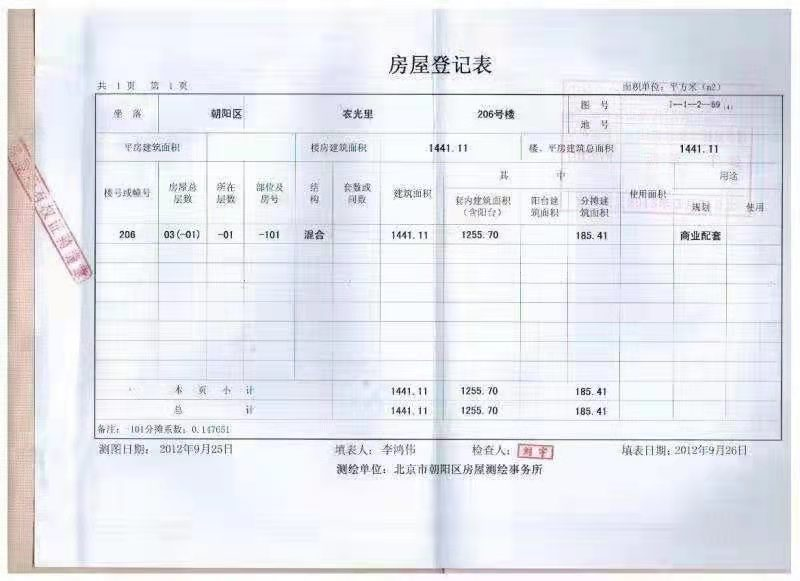 房屋登记表
共 1 页 第 1 页 面积单位：平方米（m2）
坐落 朝阳区 农光里 206号楼 图号 I-1-2-69 (4)
地号
平房建筑面积 楼房建筑面积 1441.11 楼、平房建筑总面积 1441.11
楼号或幢号 房屋总层数 所在层数 部位及房号 结构 套数或间数 建筑面积 其中 使用面积 用途
套内建筑面积（含阳台） 阳台建筑面积 分摊建筑面积 规划 使用
206 03(-01) -01 -101 混合 1441.11 1255.70 185.41 商业配套
本页小计 1441.11 1255.70 185.41
总计 1441.11 1255.70 185.41
备注：-101分摊系数：0.147651
测图日期： 2012年9月25日 填表人： 李鸿伟 检查人： 刘宇 填表日期：2012年9月26日
测绘单位：北京市朝阳区房屋测绘事务所